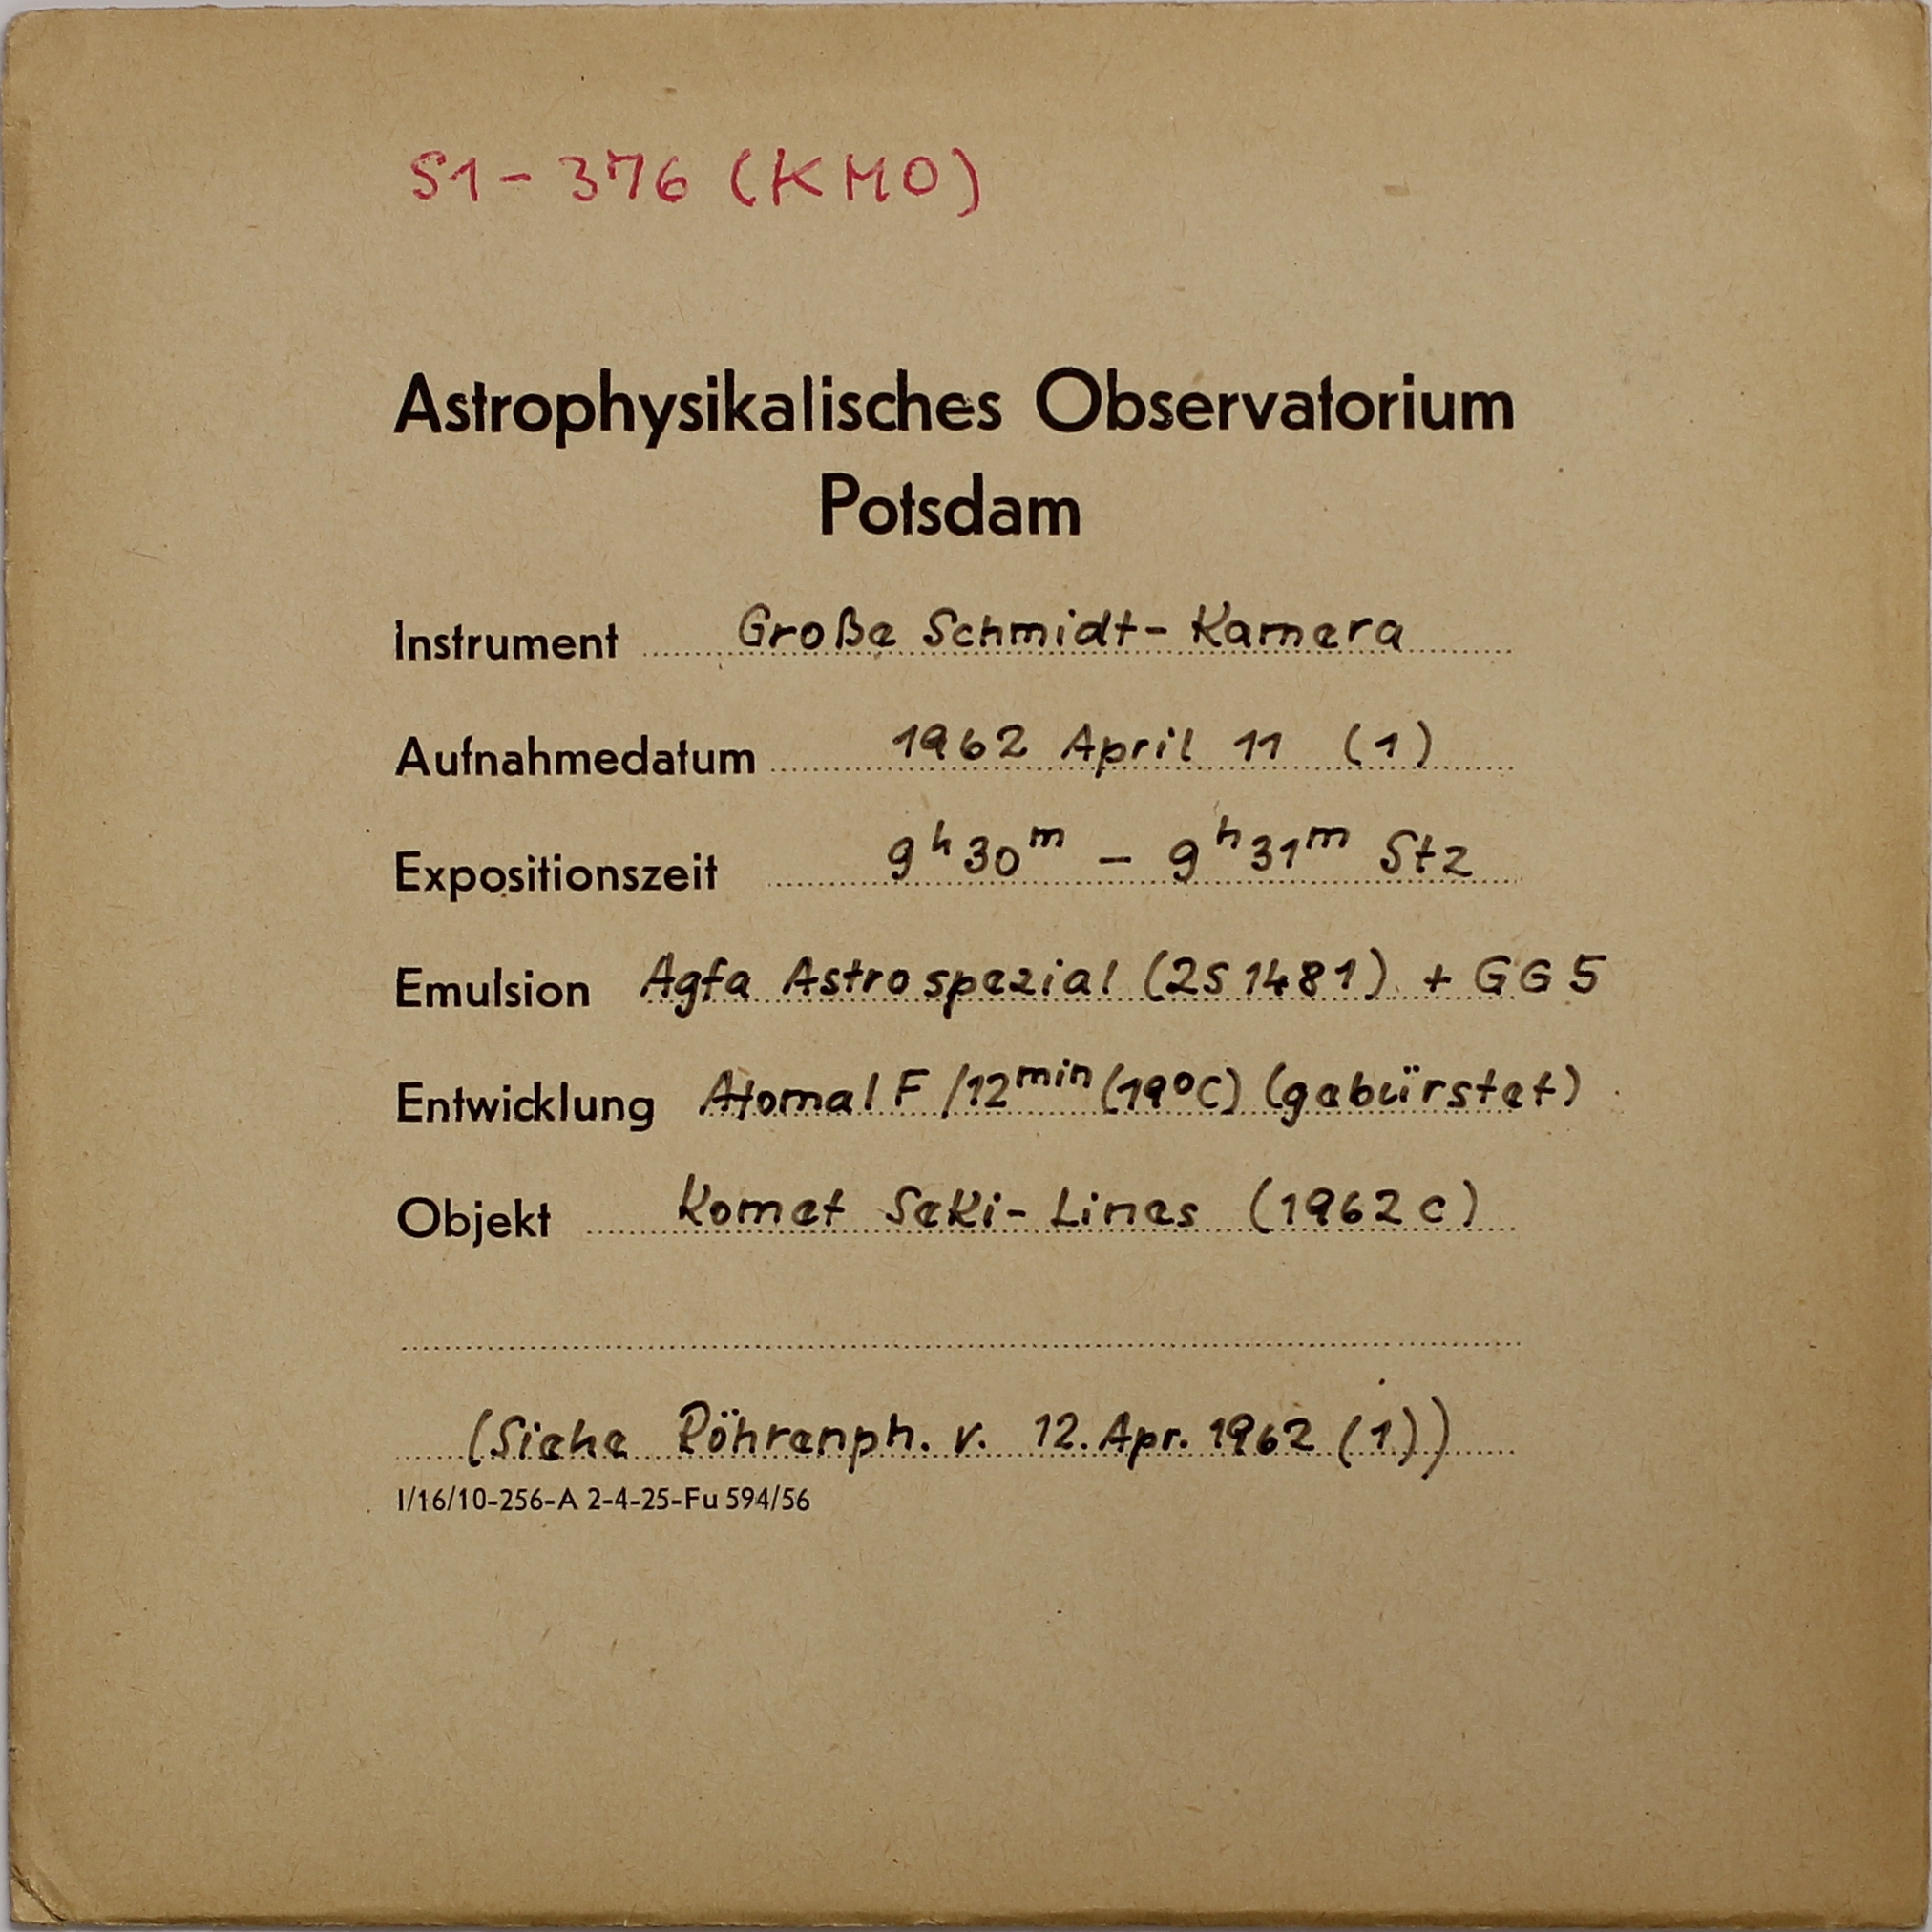 S1-376 (KMO)
Astrophysikalisches Observatorium
Potsdam
Instrument Große Schmidt-Kamera
Aufnahmedatum 1962 April 11 (1)
Expositionszeit 9ʰ30ᵐ – 9ʰ31ᵐ Stz
Emulsion Agfa Astrospezial (2S1481) + GG5
Entwicklung Atomal F /12ᵐⁱⁿ (19°C) (gebürstet)
Objekt Komet Seki-Lines (1962 c)
(Siehe Röhrenph. v. 12. Apr. 1962 (1))
I/16/10-256-A 2-4-25-Fu 594/56